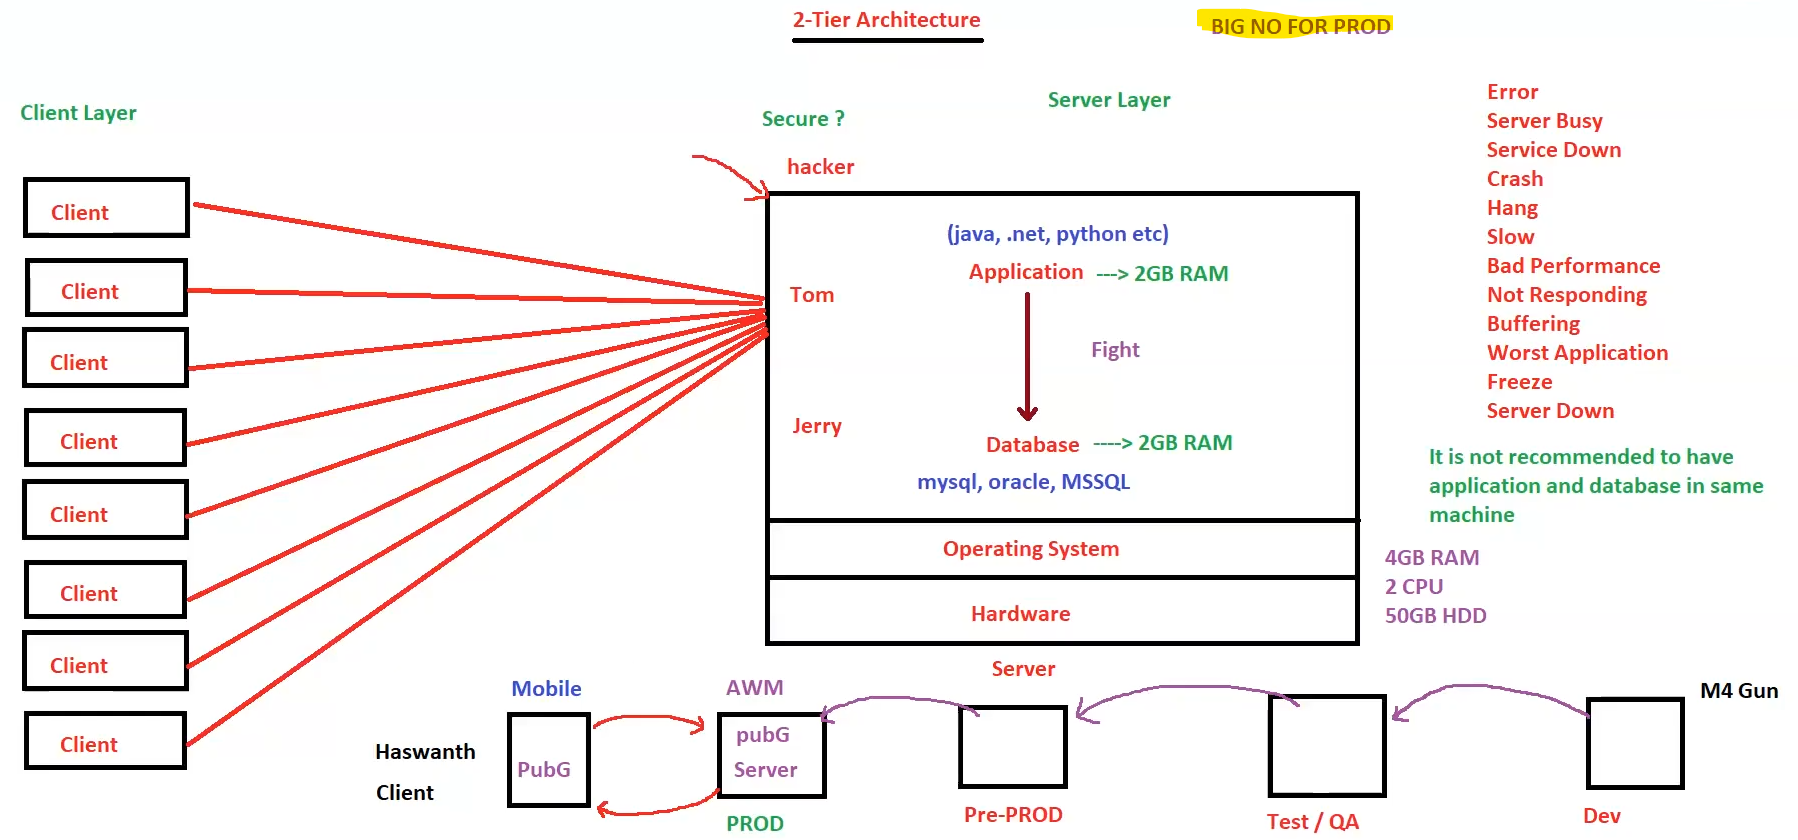 2-Tier Architecture
BIG NO FOR PROD
Client Layer
Secure ?
Server Layer
hacker
Client
Client
Client
Client
Client
Client
Client
Client
(java, .net, python etc)
Application ---> 2GB RAM
Tom
Fight
Jerry
Database ----> 2GB RAM
mysql, oracle, MSSQL
Operating System
Hardware
Server
Error
Server Busy
Service Down
Crash
Hang
Slow
Bad Performance
Not Responding
Buffering
Worst Application
Freeze
Server Down
It is not recommended to have
application and database in same
machine
4GB RAM
2 CPU
50GB HDD
Haswanth
Client
Mobile
PubG
AWM
pubG
Server
PROD
Pre-PROD
Test / QA
Dev
M4 Gun